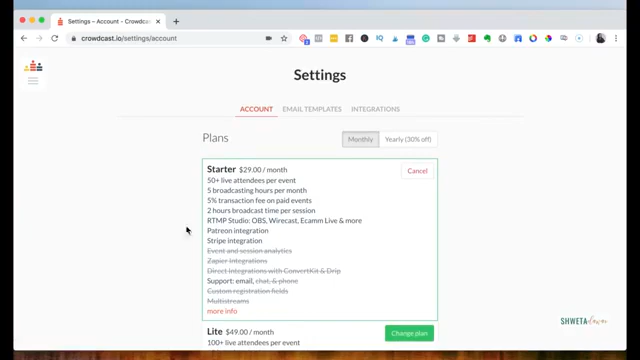 Settings – Account - Crowdcast
crowdcast.io/settings/account
Settings
ACCOUNT EMAIL TEMPLATES INTEGRATIONS
Plans
Monthly Yearly (30% off)
Starter $29.00 / month
Cancel
50+ live attendees per event
5 broadcasting hours per month
5% transaction fee on paid events
2 hours broadcast time per session
RTMP Studio: OBS, Wirecast, Ecamm Live & more
Patreon integration
Stripe integration
Event and session analytics
Zapier Integrations
Direct Integrations with ConvertKit & Drip
Support: email, chat, & phone
Custom registration fields
Multistreams
more info
SHWETA dawn
Lite $49.00 / month
Change plan
100+ live attendees per event